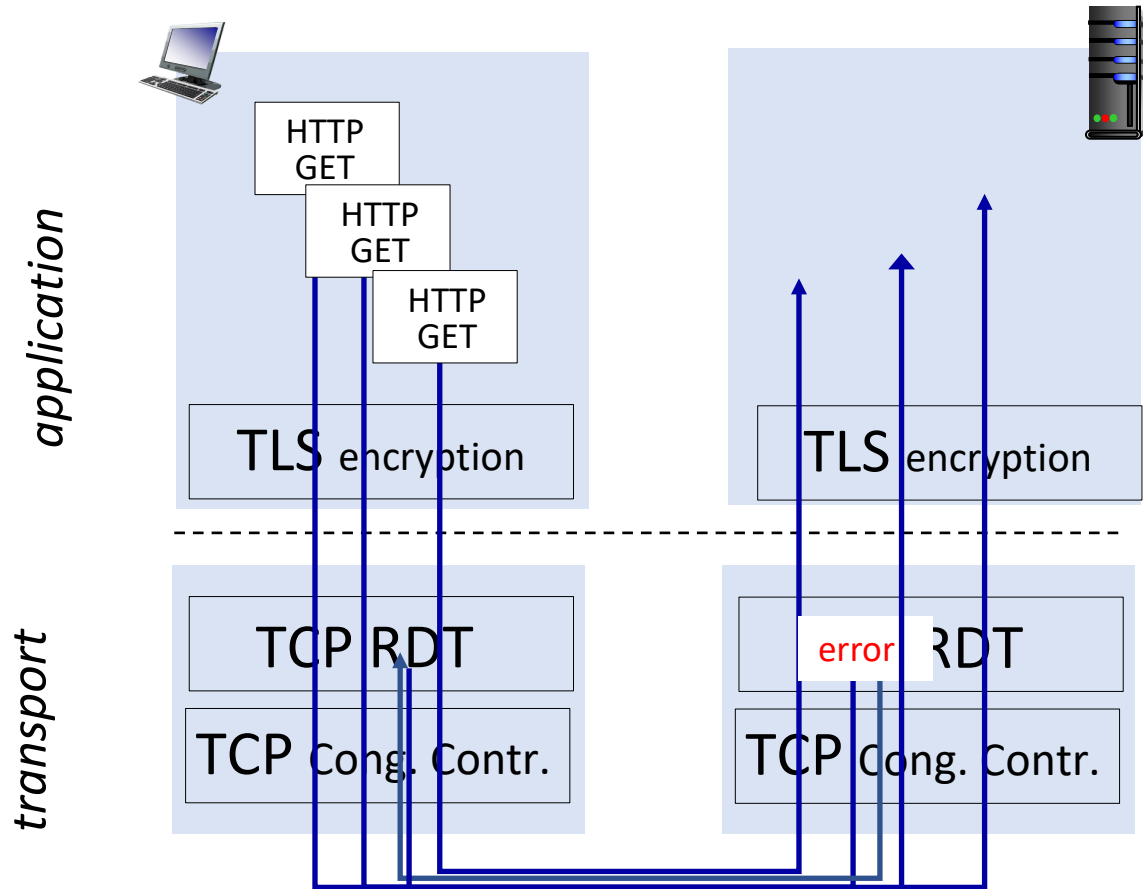 HTTP
GET
HTTP
GET
HTTP
GET
application
TLS encryption
TLS encryption
TCP RDT
error RDT
transport
TCP Cong. Contr.
TCP Cong. Contr.